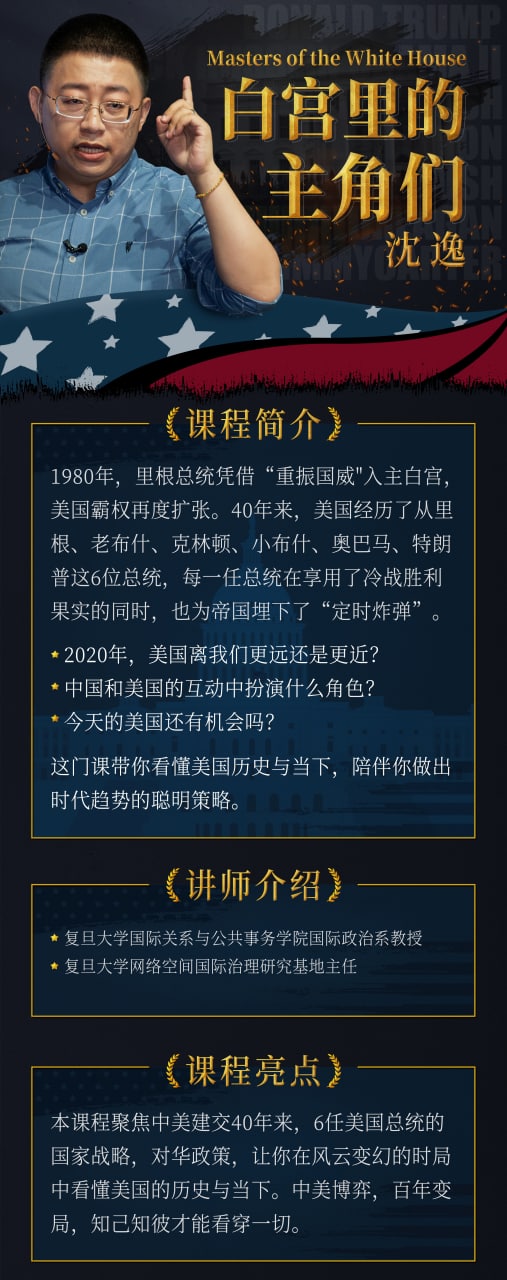 DONALD TRUMP
Masters of the White House
白宫里的
主角们
沈逸
课程简介
1980年，里根总统凭借“重振国威"入主白宫，
美国霸权再度扩张。40年来，美国经历了从里
根、老布什、克林顿、小布什、奥巴马、特朗
普这6位总统，每一任总统在享用了冷战胜利
果实的同时，也为帝国埋下了“定时炸弹”。
2020年，美国离我们更远还是更近？
中国和美国的互动中扮演什么角色？
今天的美国还有机会吗？
这门课带你看懂美国历史与当下，陪伴你做出
时代趋势的聪明策略。
讲师介绍
复旦大学国际关系与公共事务学院国际政治系教授
复旦大学网络空间国际治理研究基地主任
课程亮点
本课程聚焦中美建交40年来，6任美国总统的
国家战略，对华政策，让你在风云变幻的时局
中看懂美国的历史与当下。中美博弈，百年变
局，知己知彼才能看穿一切。